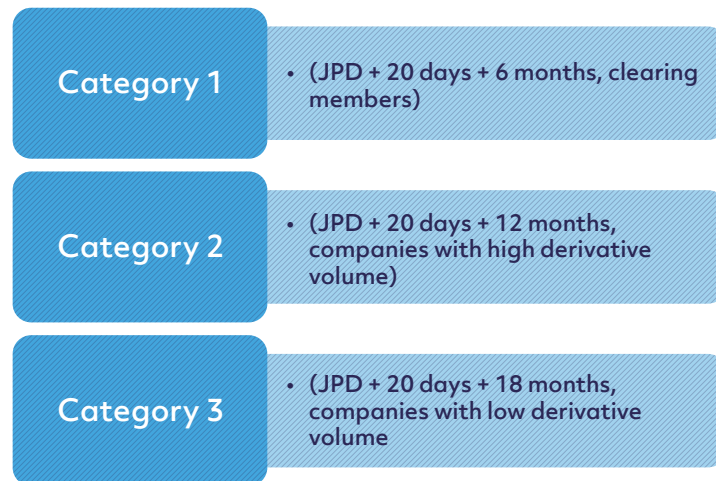 Category 1
• (JPD + 20 days + 6 months, clearing
members)
Category 2
• (JPD + 20 days + 12 months,
companies with high derivative
volume)
Category 3
• (JPD + 20 days + 18 months,
companies with low derivative
volume